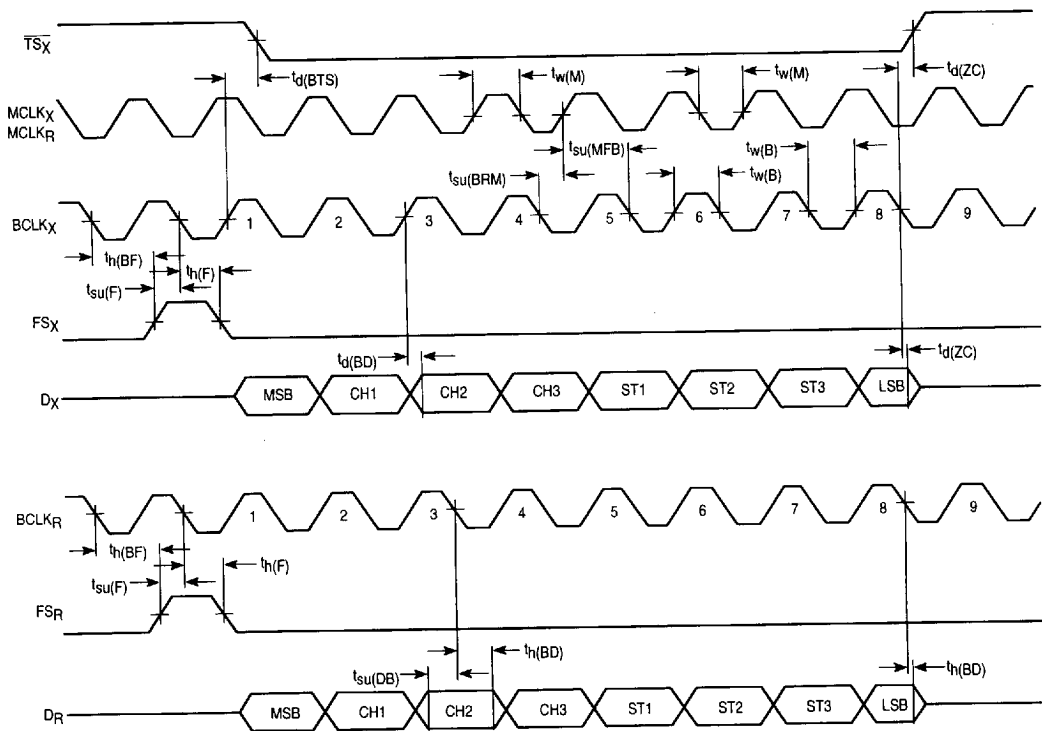 TSX
td(BTS)
tw(M)
tw(M)
td(ZC)
MCLKX
MCLKR
tsu(MFB)
tw(B)
tsu(BRM)
tw(B)
BCLKX
1 2 3 4 5 6 7 8 9
th(BF)
th(F)
tsu(F)
FSX
td(BD)
td(ZC)
DX
MSB CH1 CH2 CH3 ST1 ST2 ST3 LSB
BCLKR
1 2 3 4 5 6 7 8 9
th(BF)
th(F)
tsu(F)
FSR
th(BD)
tsu(DB)
th(BD)
DR
MSB CH1 CH2 CH3 ST1 ST2 ST3 LSB